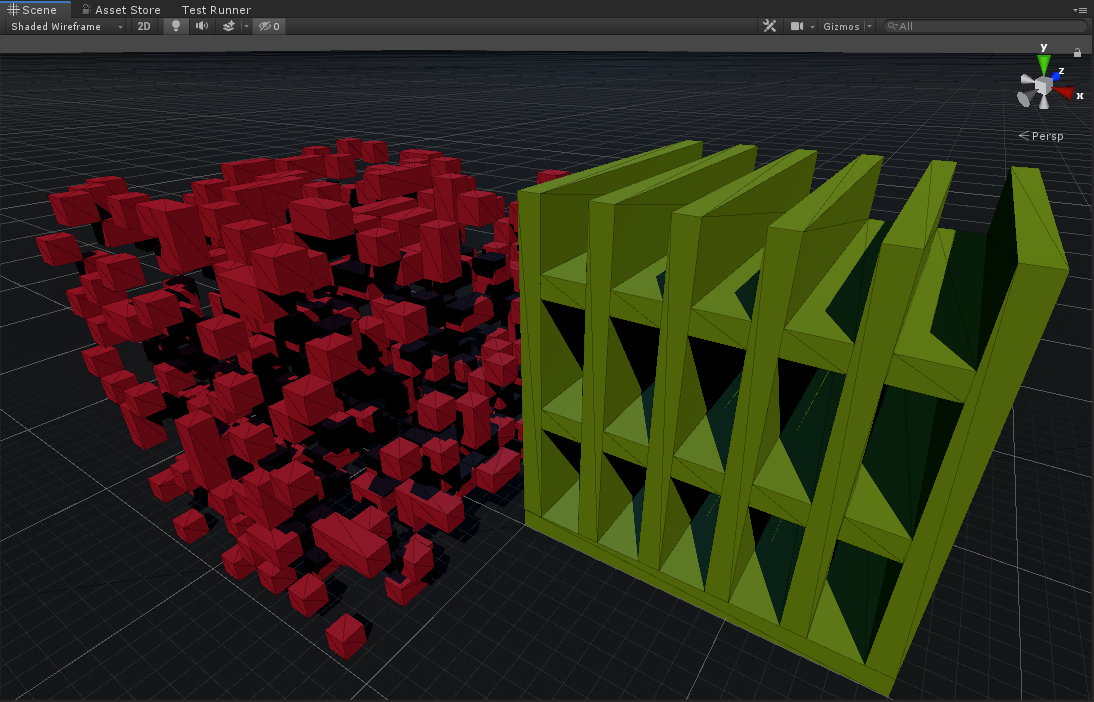 Scene Asset Store Test Runner
Shaded Wireframe 2D 0 Gizmos All
y
z
x
< Persp